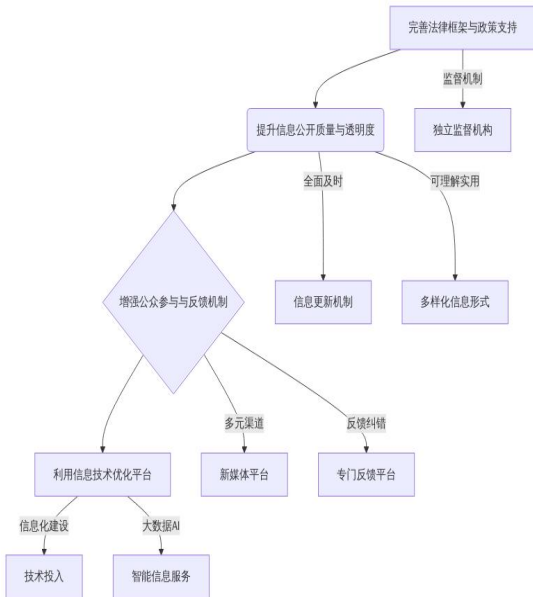 完善法律框架与政策支持
监督机制
提升信息公开质量与透明度
独立监督机构
全面及时
可理解实用
增强公众参与与反馈机制
信息更新机制
多样化信息形式
多元渠道
反馈纠错
利用信息技术优化平台
新媒体平台
专门反馈平台
信息化建设
大数据AI
技术投入
智能信息服务